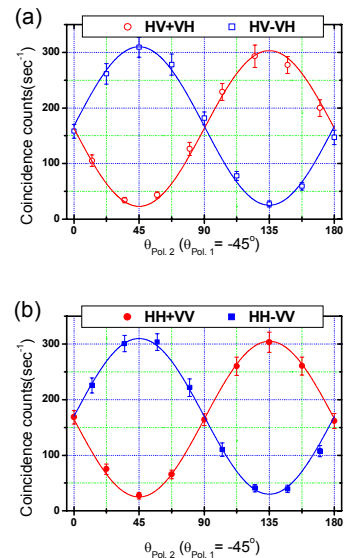 (a)
HV+VH HV-VH
Coincidence counts(sec⁻¹)
300
200
100
0
0 45 90 135 180
θPol. 2 (θPol. 1 = -45°)
(b)
HH+VV HH-VV
Coincidence counts(sec⁻¹)
300
200
100
0
0 45 90 135 180
θPol. 2 (θPol. 1 = -45°)